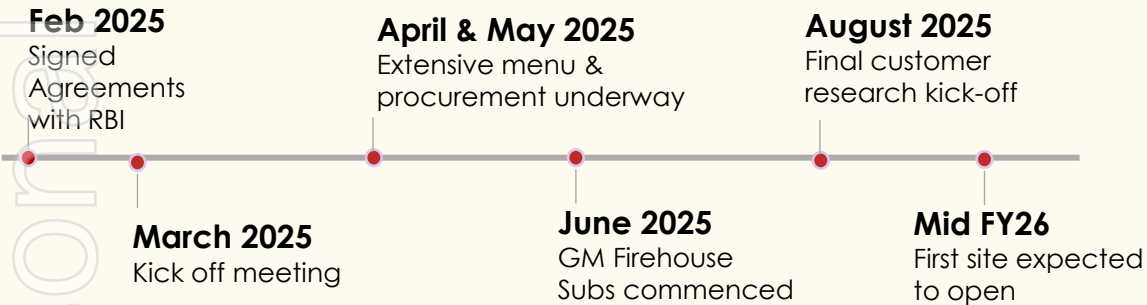 Feb 2025
Signed
Agreements
with RBI
April & May 2025
Extensive menu &
procurement underway
August 2025
Final customer
research kick-off
March 2025
Kick off meeting
June 2025
GM Firehouse
Subs commenced
Mid FY26
First site expected
to open